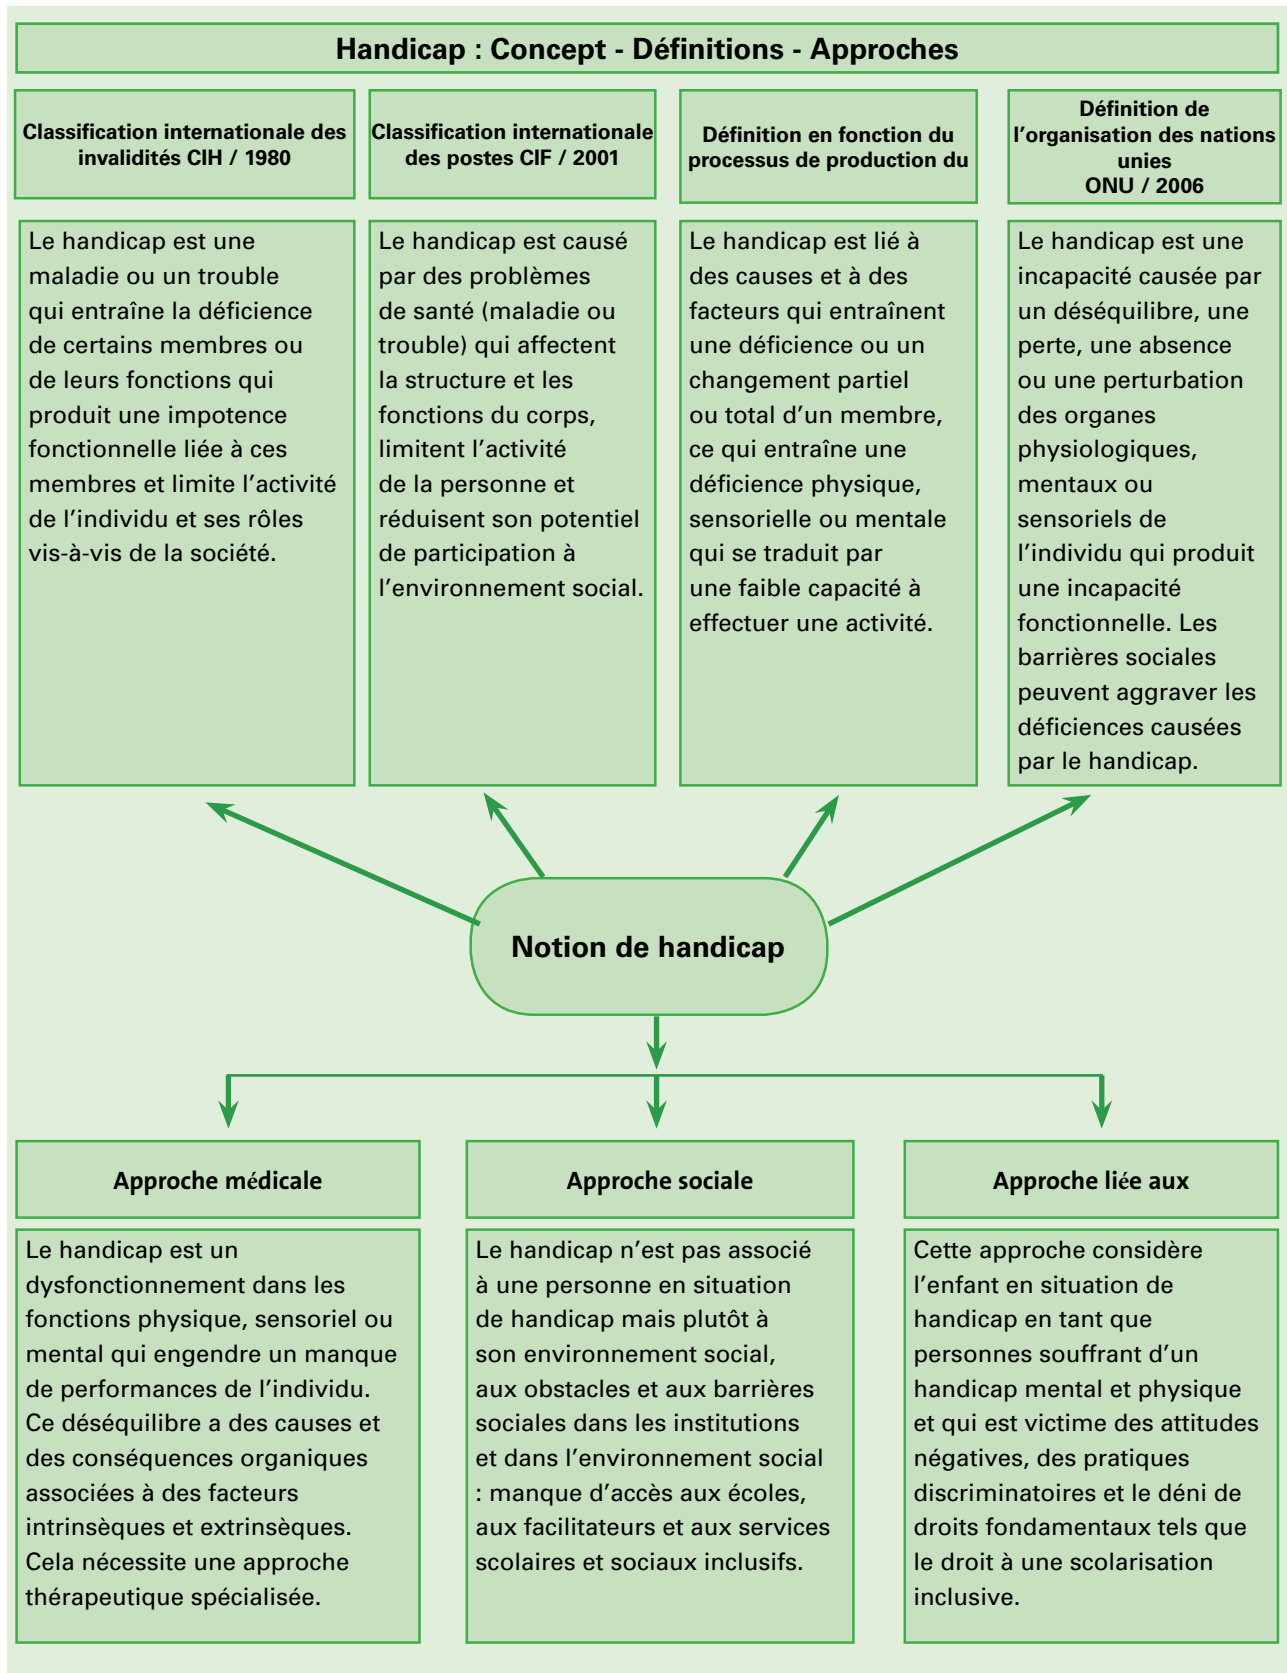 Handicap : Concept - Définitions - Approches
Classification internationale des
invalidités CIH / 1980
Classification internationale
des postes CIF / 2001
Définition en fonction du
processus de production du
Définition de
l'organisation des nations
unies
ONU / 2006
Le handicap est une
maladie ou un trouble
qui entraîne la déficience
de certains membres ou
de leurs fonctions qui
produit une impotence
fonctionnelle liée à ces
membres et limite l'activité
de l'individu et ses rôles
vis-à-vis de la société.
Le handicap est causé
par des problèmes
de santé (maladie ou
trouble) qui affectent
la structure et les
fonctions du corps,
limitent l'activité
de la personne et
réduisent son potentiel
de participation à
l'environnement social.
Le handicap est lié à
des causes et à des
facteurs qui entraînent
une déficience ou un
changement partiel
ou total d'un membre,
ce qui entraîne une
déficience physique,
sensorielle ou mentale
qui se traduit par
une faible capacité à
effectuer une activité.
Le handicap est une
incapacité causée par
un déséquilibre, une
perte, une absence
ou une perturbation
des organes
physiologiques,
mentaux ou
sensoriels de
l'individu qui produit
une incapacité
fonctionnelle. Les
barrières sociales
peuvent aggraver les
déficiences causées
par le handicap.
Notion de handicap
Approche médicale
Approche sociale
Approche liée aux
Le handicap est un
dysfonctionnement dans les
fonctions physique, sensoriel ou
mental qui engendre un manque
de performances de l'individu.
Ce déséquilibre a des causes et
des conséquences organiques
associées à des facteurs
intrinsèques et extrinsèques.
Cela nécessite une approche
thérapeutique spécialisée.
Le handicap n'est pas associé
à une personne en situation
de handicap mais plutôt à
son environnement social,
aux obstacles et aux barrières
sociales dans les institutions
et dans l'environnement social
: manque d'accès aux écoles,
aux facilitateurs et aux services
scolaires et sociaux inclusifs.
Cette approche considère
l'enfant en situation de
handicap en tant que
personnes souffrant d'un
handicap mental et physique
et qui est victime des attitudes
négatives, des pratiques
discriminatoires et le déni de
droits fondamentaux tels que
le droit à une scolarisation
inclusive.